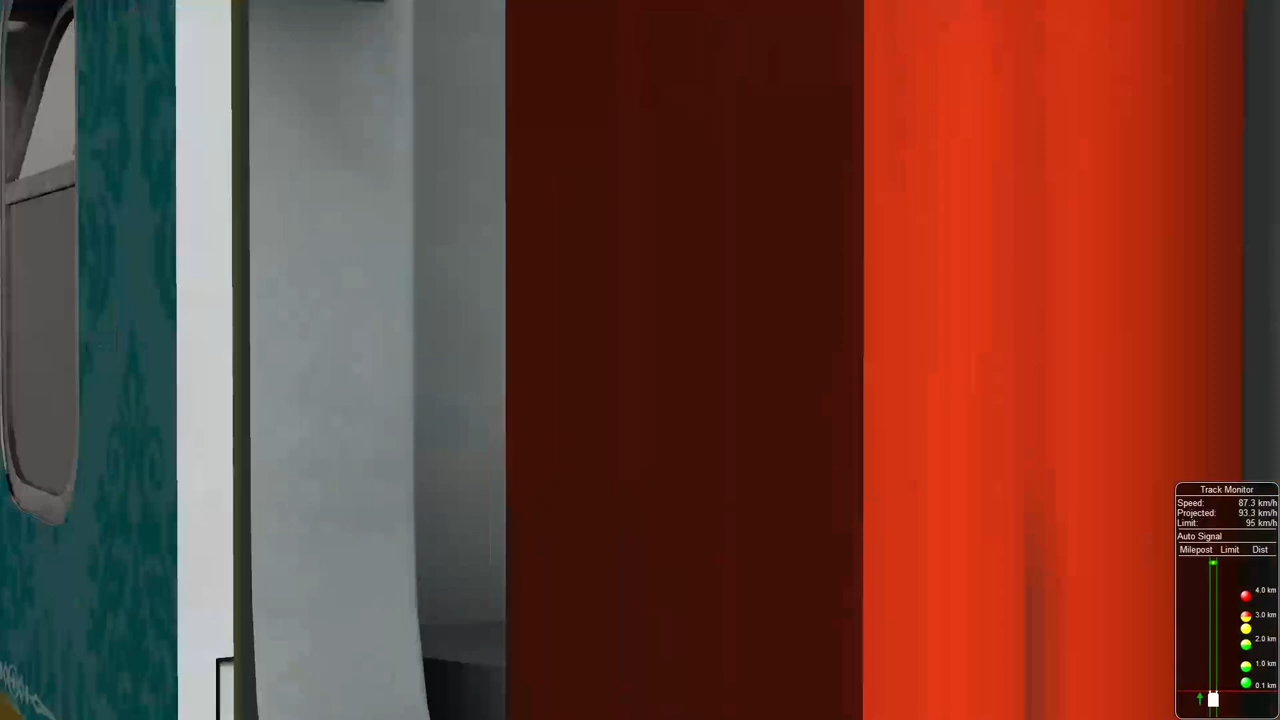 Track Monitor
Speed: 87.3 km/h
Projected: 93.3 km/h
Limit: 95 km/h
Auto Signal
Milepost Limit Dist
4.0 km
3.0 km
2.0 km
1.0 km
0.1 km